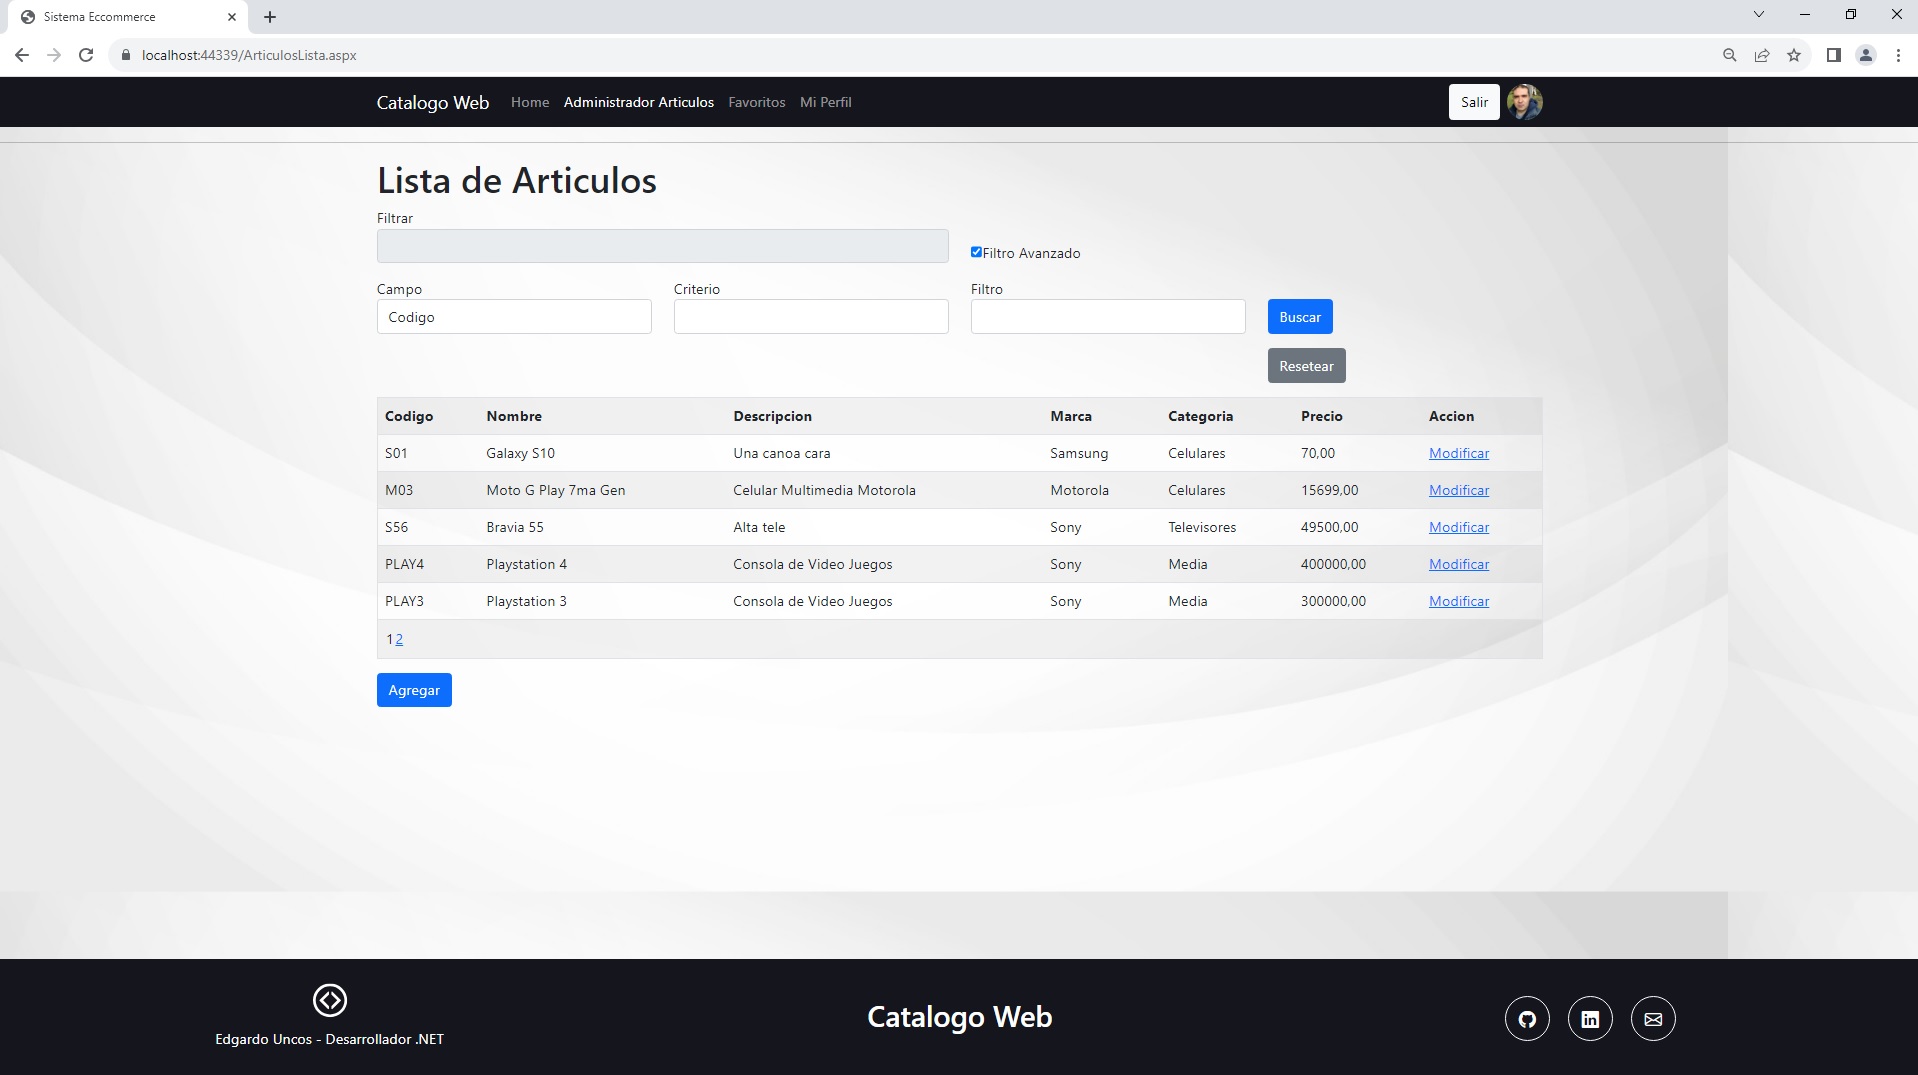 Sistema Eccommerce
localhost:44339/ArticulosLista.aspx
Catalogo Web Home Administrador Articulos Favoritos Mi Perfil Salir
Lista de Articulos
Filtrar
Filtro Avanzado
Campo Criterio Filtro
Codigo Buscar
Resetear
Codigo Nombre Descripcion Marca Categoria Precio Accion
S01 Galaxy S10 Una canoa cara Samsung Celulares 70,00 Modificar
M03 Moto G Play 7ma Gen Celular Multimedia Motorola Motorola Celulares 15699,00 Modificar
S56 Bravia 55 Alta tele Sony Televisores 49500,00 Modificar
PLAY4 Playstation 4 Consola de Video Juegos Sony Media 400000,00 Modificar
PLAY3 Playstation 3 Consola de Video Juegos Sony Media 300000,00 Modificar
1 2
Agregar
Catalogo Web
Edgardo Uncos - Desarrollador .NET